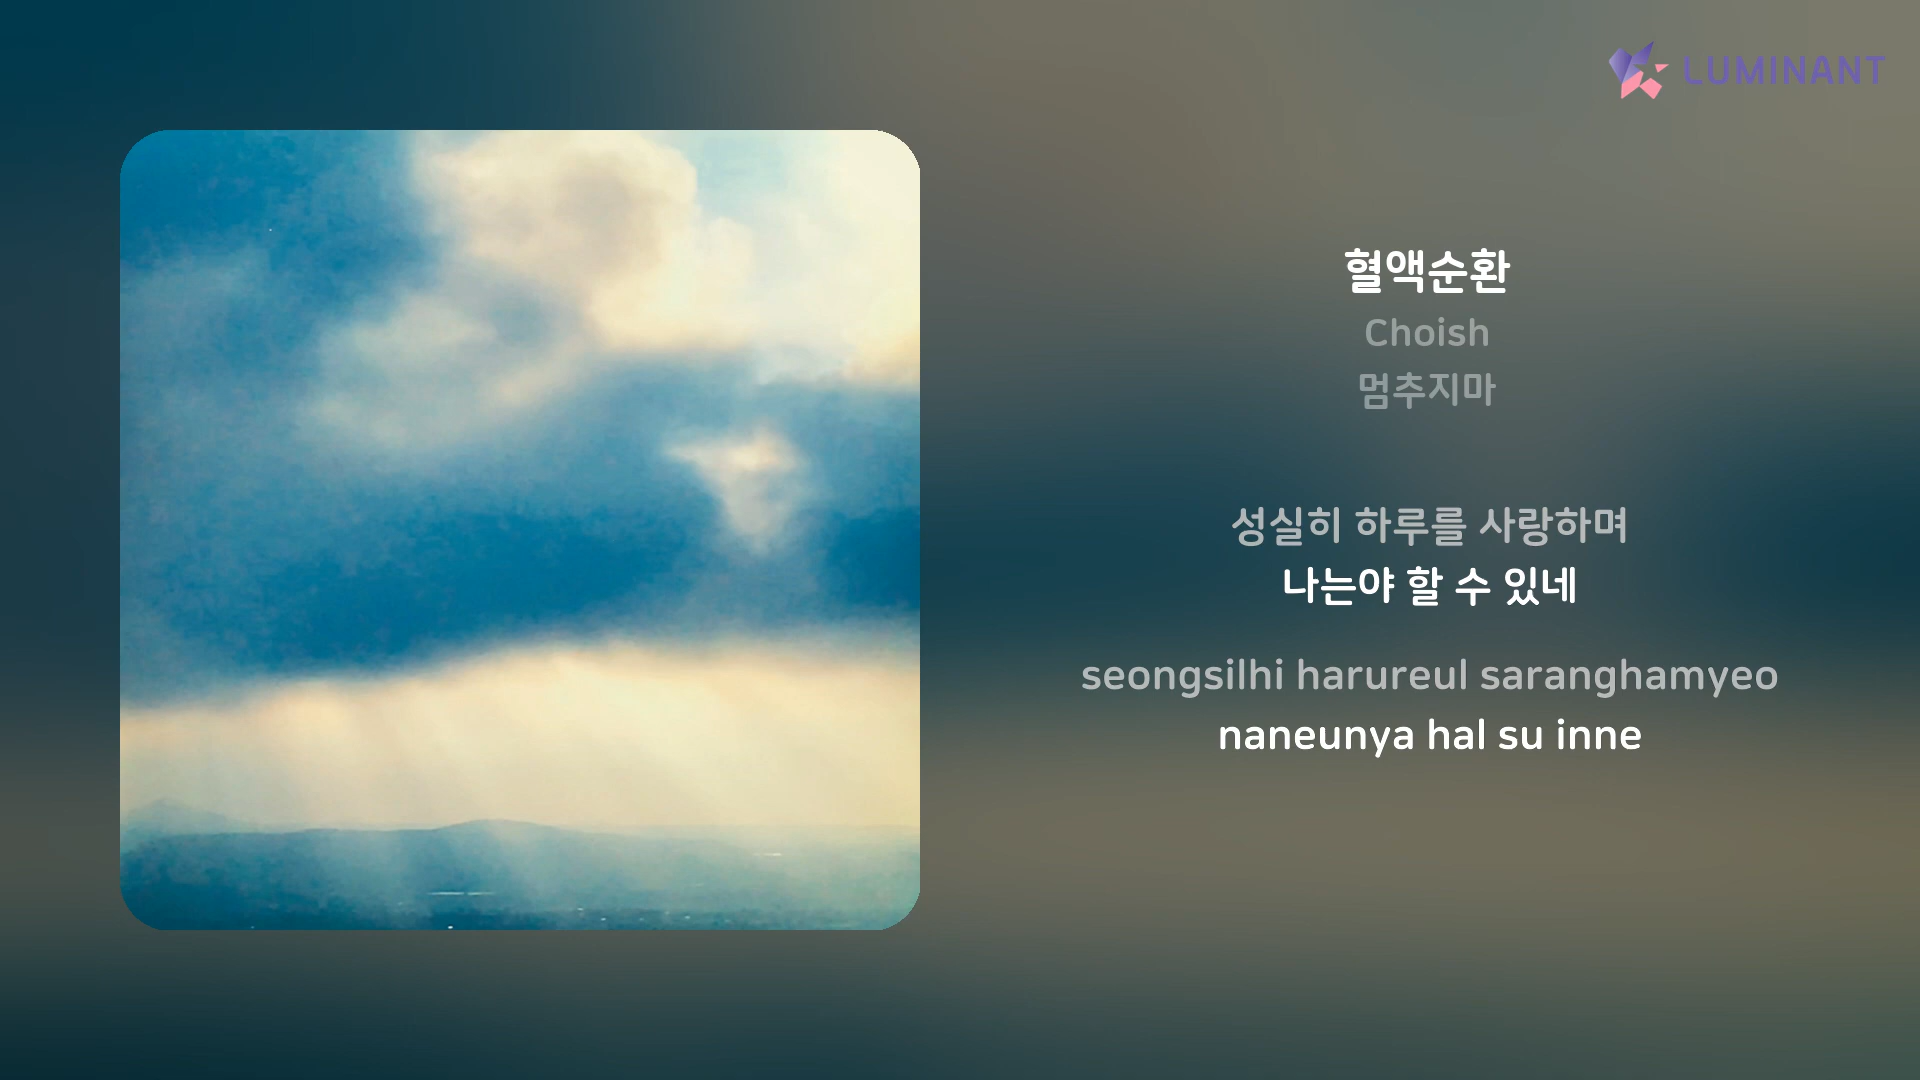 LUMINANT
혈액순환
Choish
멈추지마
성실히 하루를 사랑하며
나는야 할 수 있네
seongsilhi harureul saranghamyeo
naneunya hal su inne